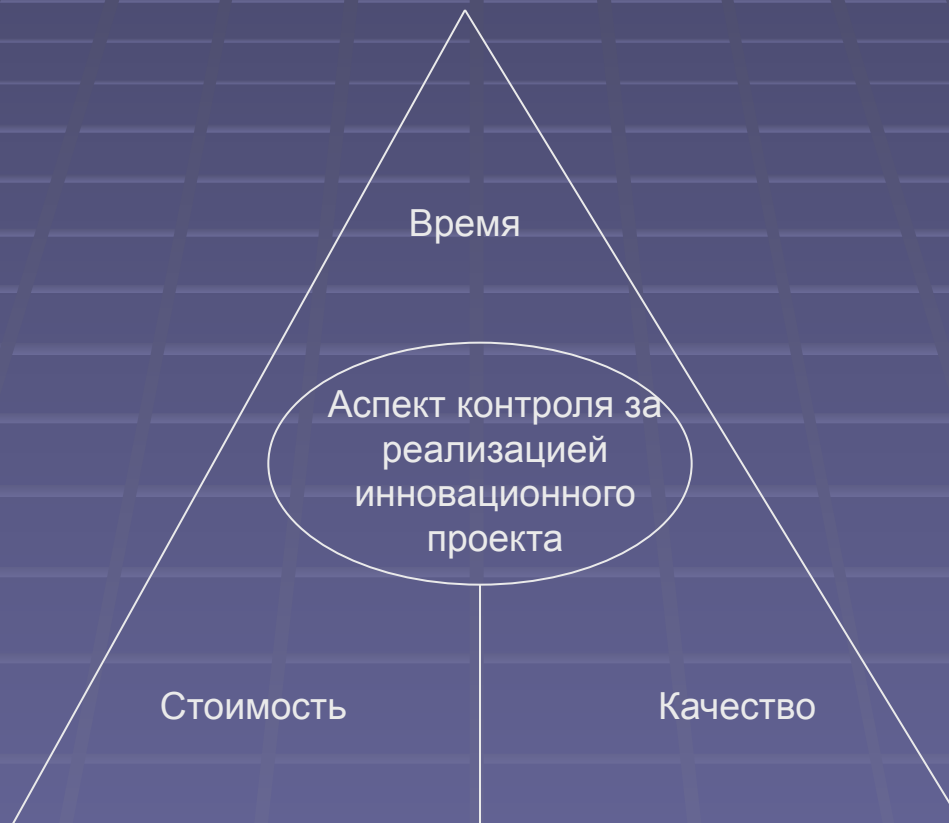 Время
Аспект контроля за
реализацией
инновационного
проекта
Стоимость
Качество